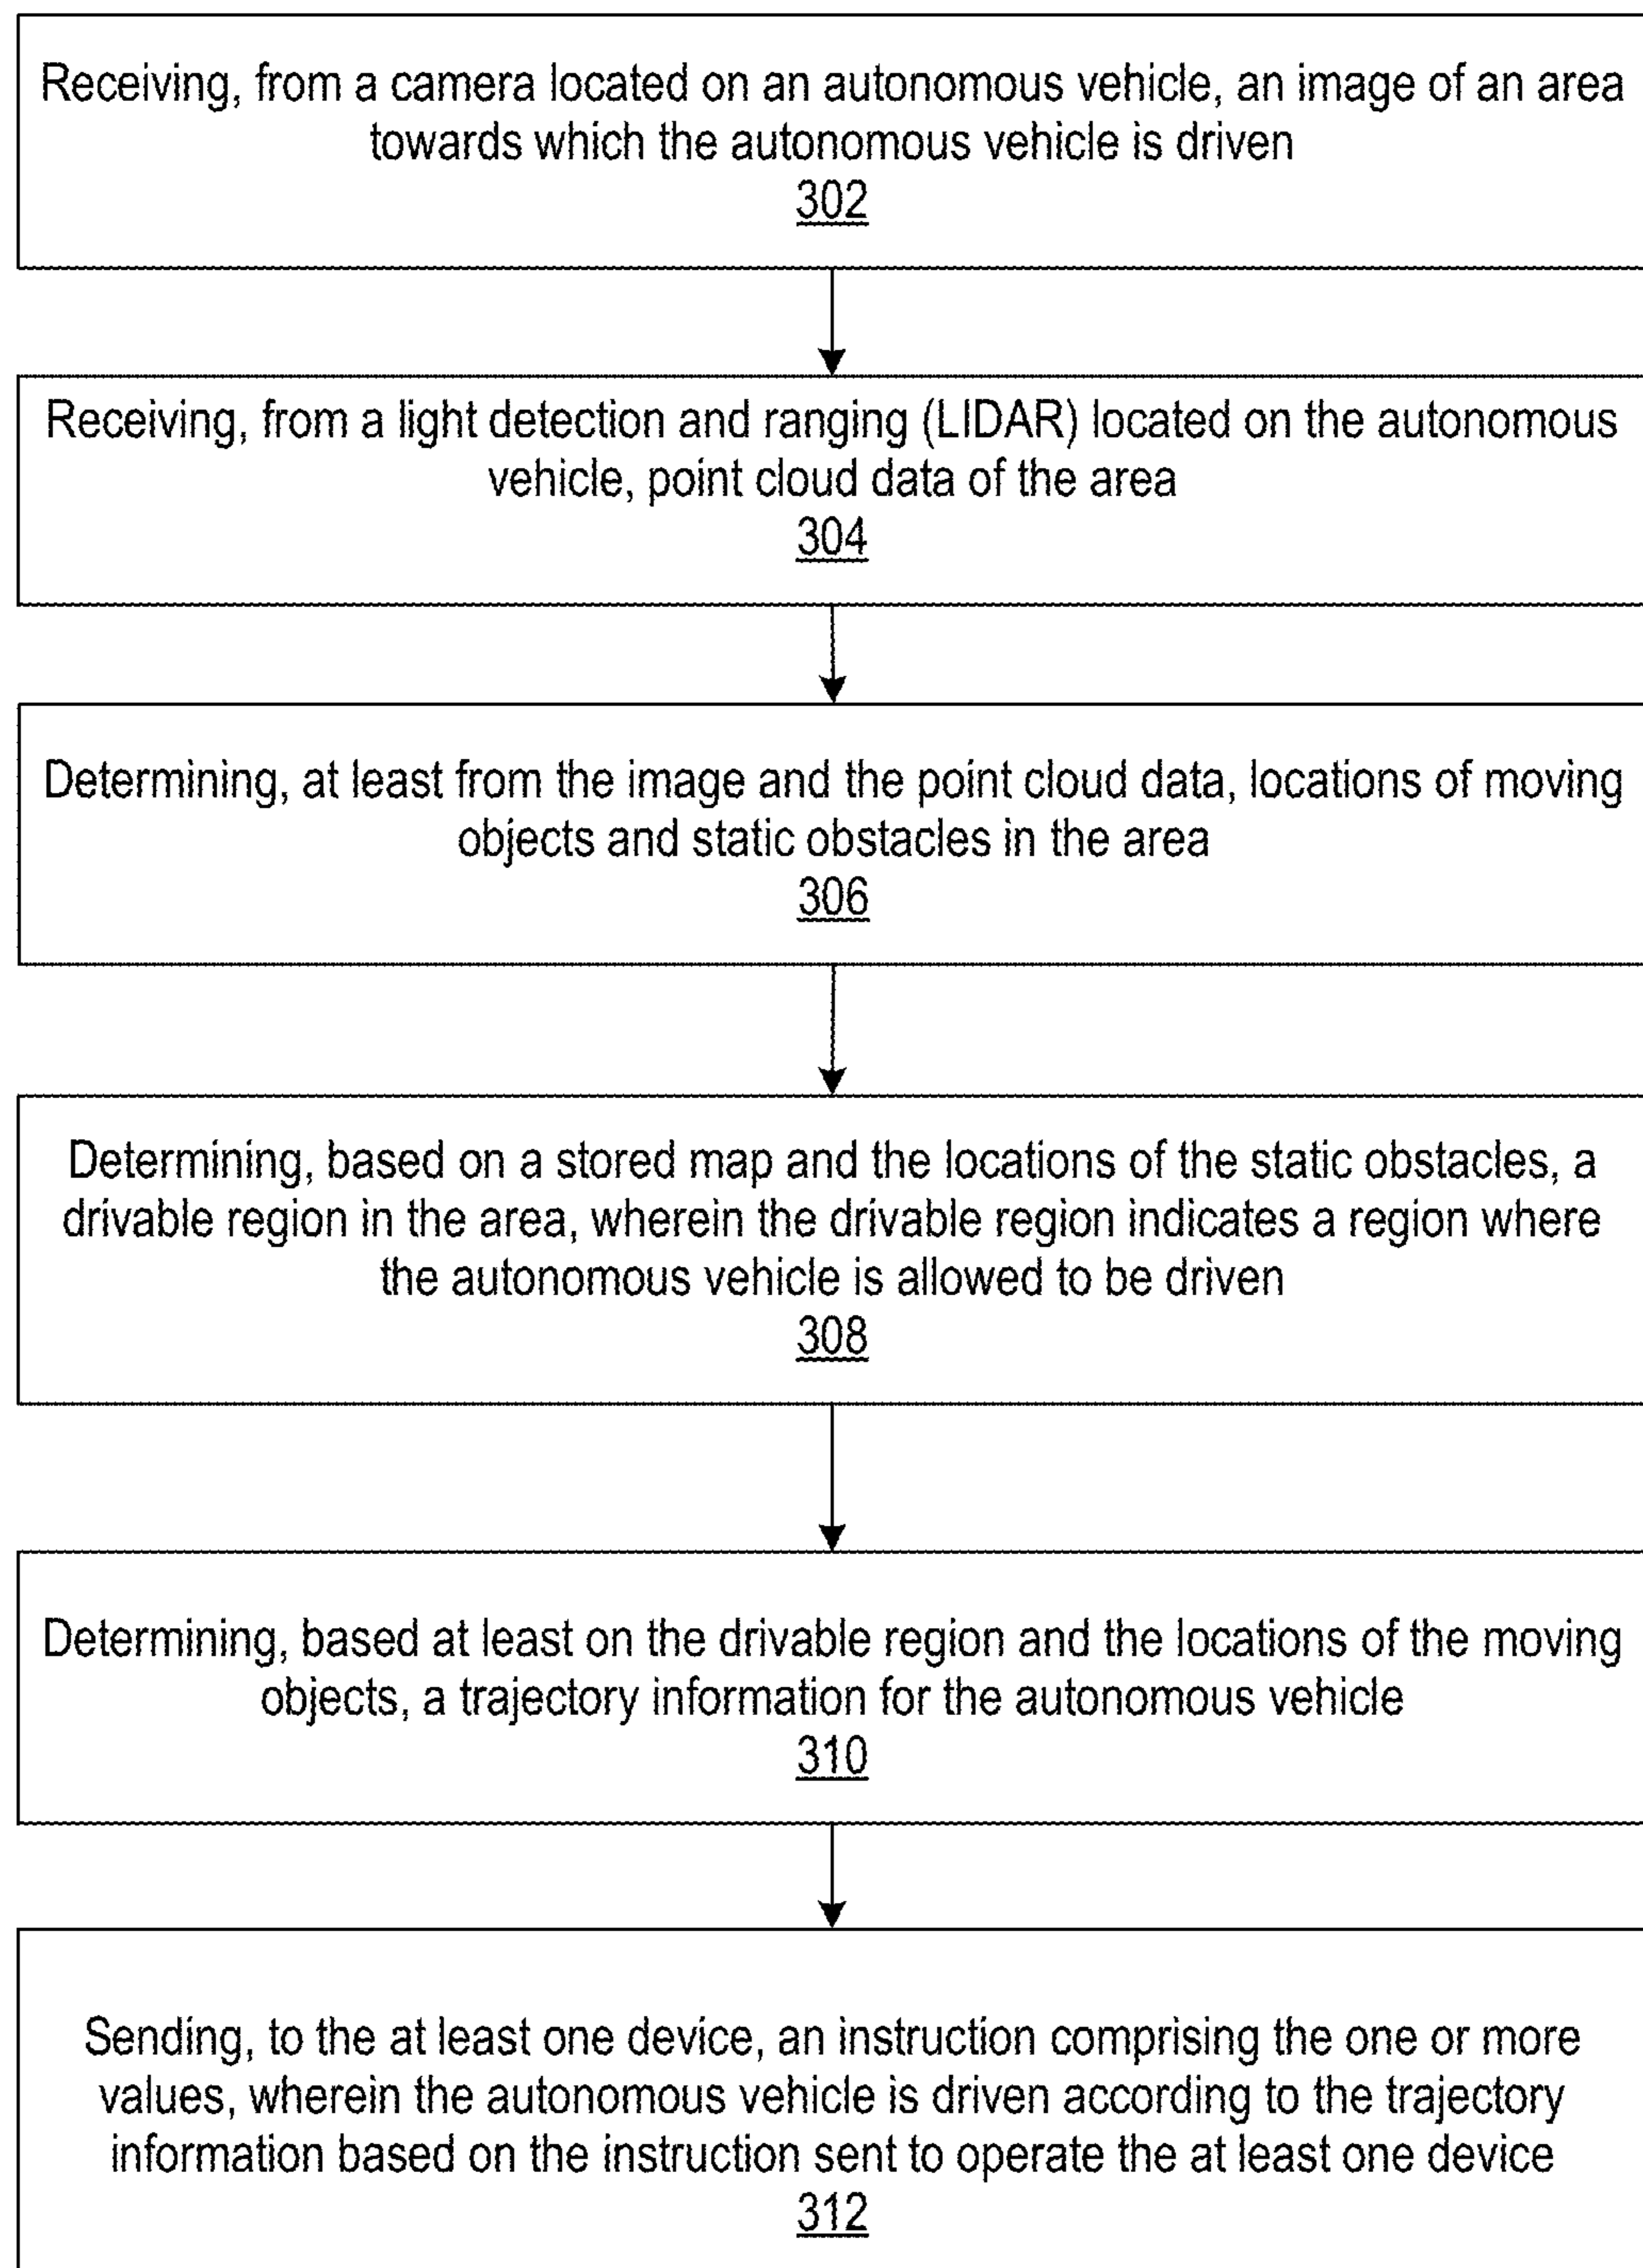 Receiving, from a camera located on an autonomous vehicle, an image of an area
towards which the autonomous vehicle is driven
302
Receiving, from a light detection and ranging (LIDAR) located on the autonomous
vehicle, point cloud data of the area
304
Determining, at least from the image and the point cloud data, locations of moving
objects and static obstacles in the area
306
Determining, based on a stored map and the locations of the static obstacles, a
drivable region in the area, wherein the drivable region indicates a region where
the autonomous vehicle is allowed to be driven
308
Determining, based at least on the drivable region and the locations of the moving
objects, a trajectory information for the autonomous vehicle
310
Sending, to the at least one device, an instruction comprising the one or more
values, wherein the autonomous vehicle is driven according to the trajectory
information based on the instruction sent to operate the at least one device
312